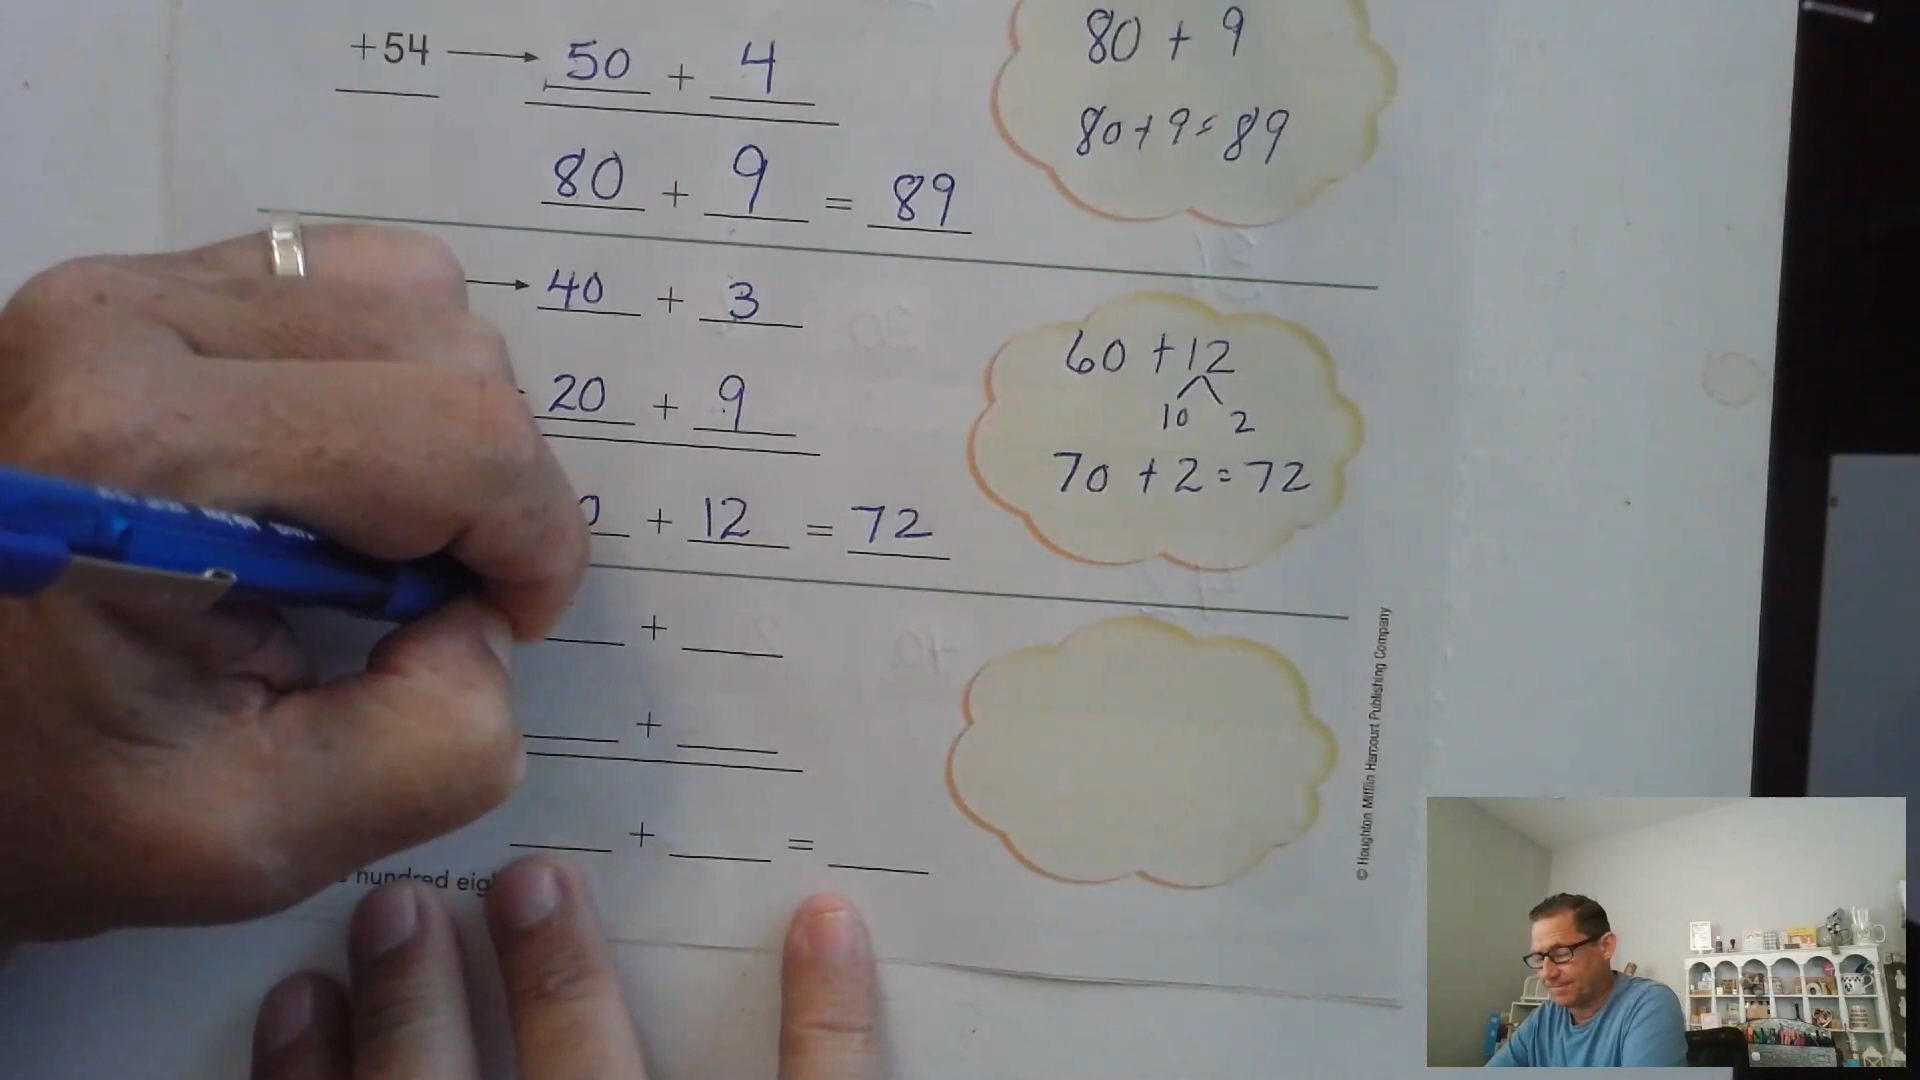 80 + 9
+54 → 50 + 4
80+9=89
80 + 9 = 89
→ 40 + 3
60 + 12
20 + 9
10 2
70 + 2 = 72
+ 12 = 72
+
+
+ =
hundred
© Houghton Mifflin Harcourt Publishing Company